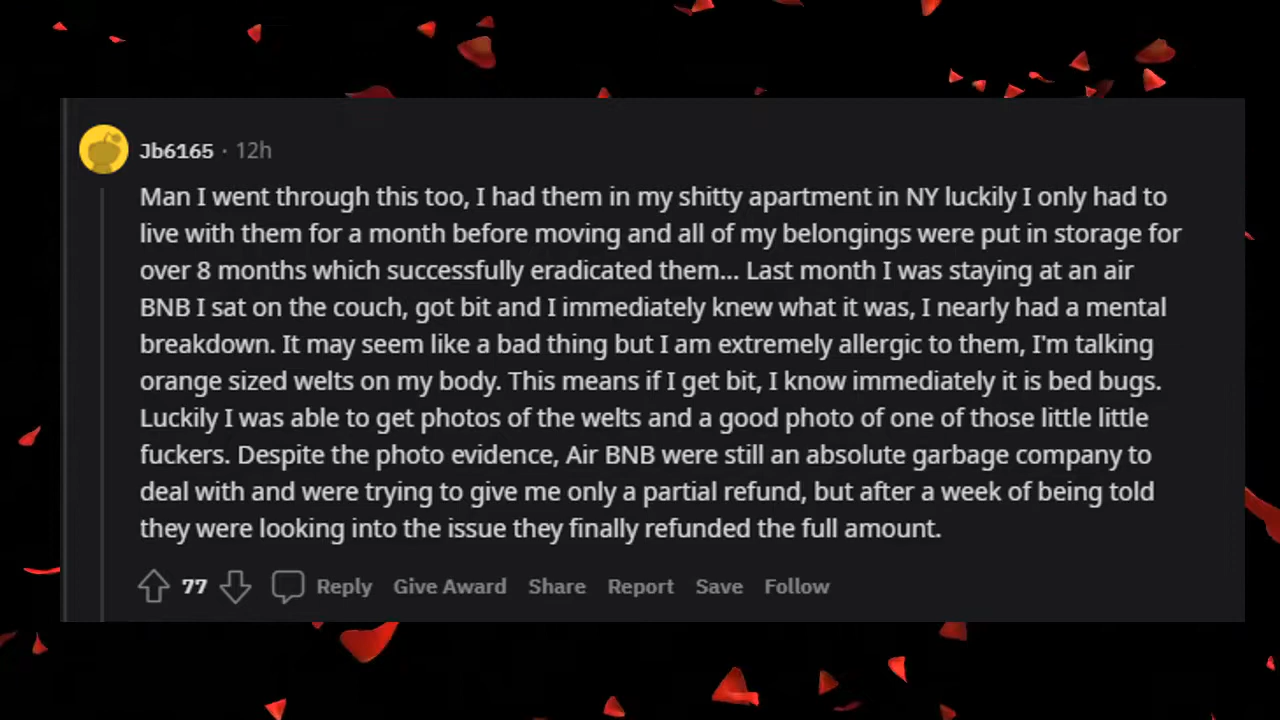 Jb6165 · 12h
Man I went through this too, I had them in my shitty apartment in NY luckily I only had to
live with them for a month before moving and all of my belongings were put in storage for
over 8 months which successfully eradicated them... Last month I was staying at an air
BNB I sat on the couch, got bit and I immediately knew what it was, I nearly had a mental
breakdown. It may seem like a bad thing but I am extremely allergic to them, I'm talking
orange sized welts on my body. This means if I get bit, I know immediately it is bed bugs.
Luckily I was able to get photos of the welts and a good photo of one of those little little
fuckers. Despite the photo evidence, Air BNB were still an absolute garbage company to
deal with and were trying to give me only a partial refund, but after a week of being told
they were looking into the issue they finally refunded the full amount.
77 Reply Give Award Share Report Save Follow